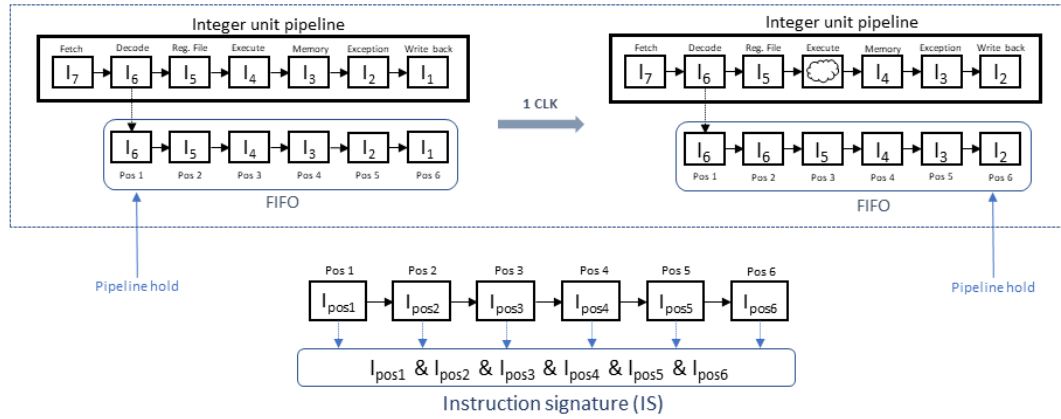 Integer unit pipeline
Fetch Decode Reg. File Execute Memory Exception Write back
I7 I6 I5 I4 I3 I2 I1
I6 I5 I4 I3 I2 I1
Pos 1 Pos 2 Pos 3 Pos 4 Pos 5 Pos 6
FIFO
Pipeline hold
1 CLK
Integer unit pipeline
Fetch Decode Reg. File Execute Memory Exception Write back
I7 I6 I5 I4 I3 I2
I6 I6 I5 I4 I3 I2
Pos 1 Pos 2 Pos 3 Pos 4 Pos 5 Pos 6
FIFO
Pipeline hold
Pos 1 Pos 2 Pos 3 Pos 4 Pos 5 Pos 6
Ipos1 Ipos2 Ipos3 Ipos4 Ipos5 Ipos6
Ipos1 & Ipos2 & Ipos3 & Ipos4 & Ipos5 & Ipos6
Instruction signature (IS)